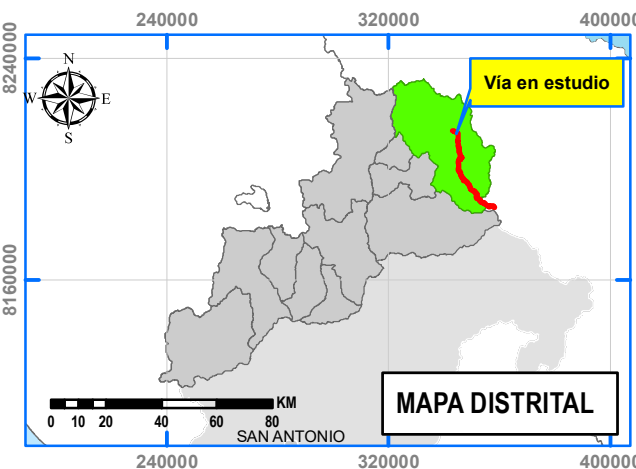 240000 320000 400000
8240000
N
W E
S
Vía en estudio
8160000
KM
0 10 20 40 60 80
SAN ANTONIO
MAPA DISTRITAL
240000 320000 400000